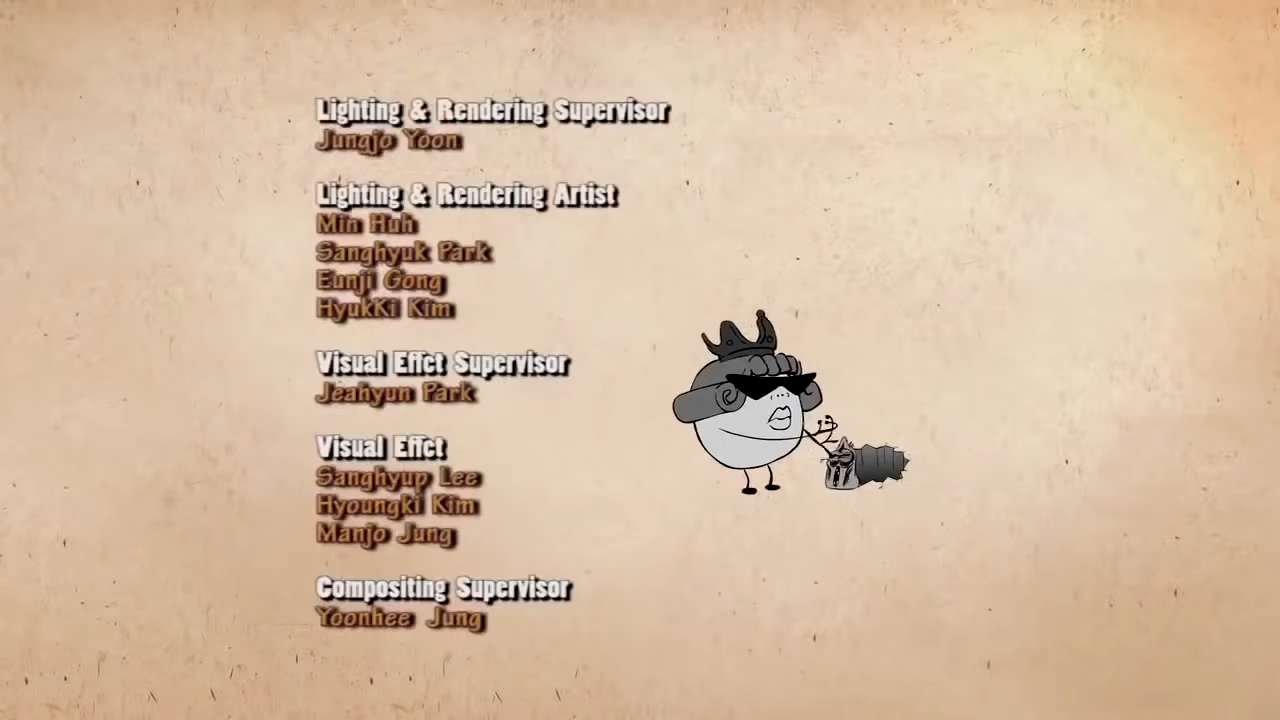 Lighting & Rendering Supervisor
Jungjo Yoon
Lighting & Rendering Artist
Min Huh
Sanghyuk Park
Eunji Gong
HyukKi Kim
Visual Effct Supervisor
Jeahyun Park
Visual Effct
Sanghyup Lee
Hyoungki Kim
Manjo Jung
Compositing Supervisor
Yoonhee Jung